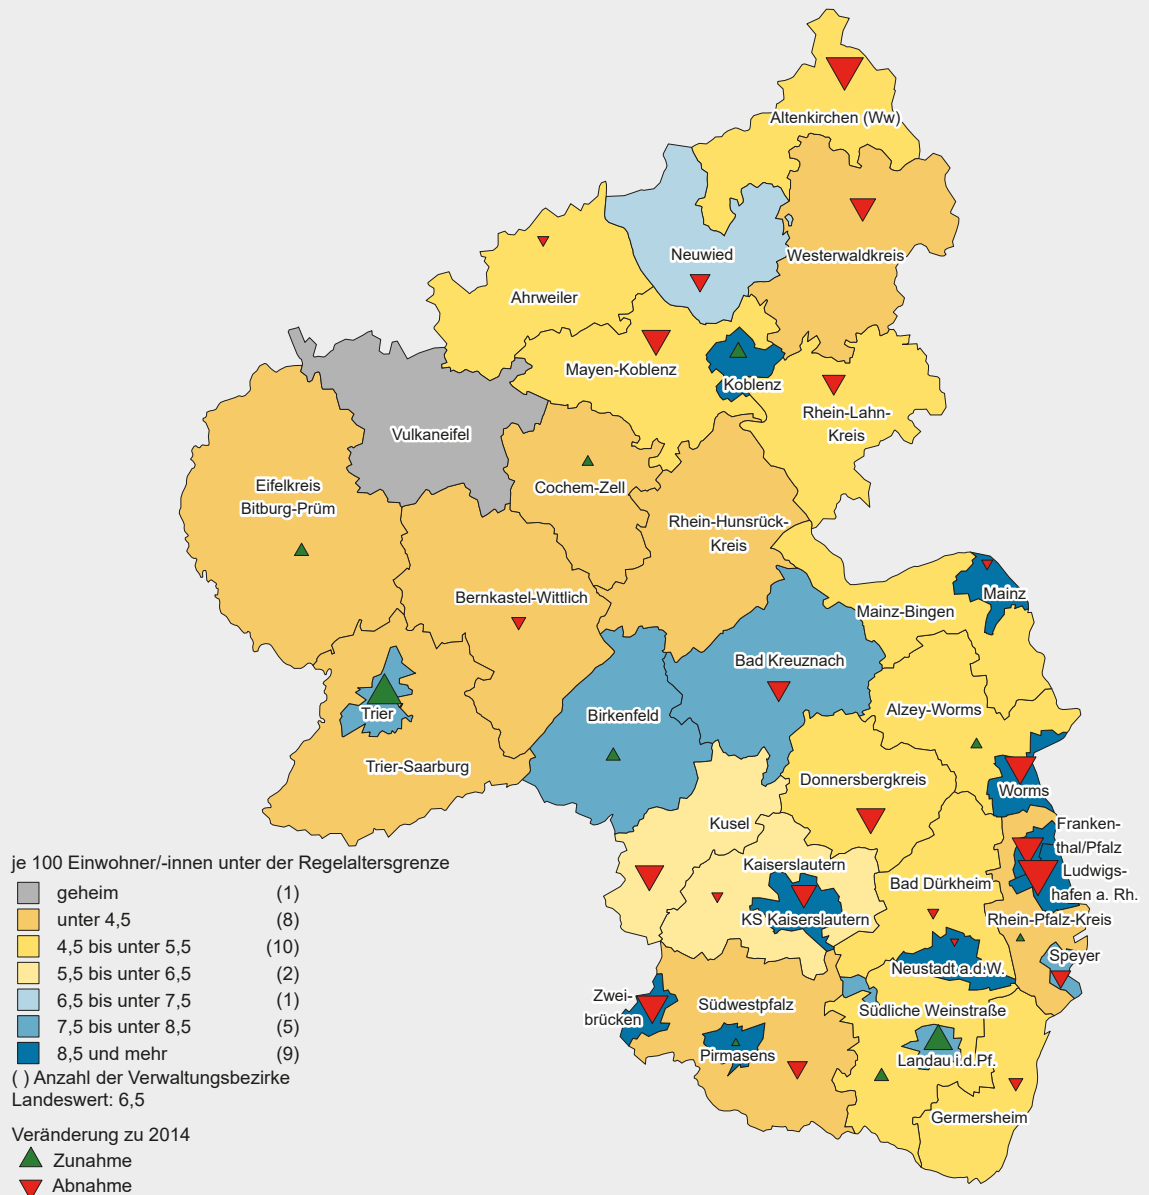 Altenkirchen (Ww)
Neuwied
Westerwaldkreis
Ahrweiler
Mayen-Koblenz
Koblenz
Rhein-Lahn-
Kreis
Vulkaneifel
Eifelkreis
Bitburg-Prüm
Cochem-Zell
Rhein-Hunsrück-
Kreis
Bernkastel-Wittlich
Mainz-Bingen
Mainz
Bad Kreuznach
Trier
Birkenfeld
Alzey-Worms
Trier-Saarburg
Donnersbergkreis
Worms
Kusel
Franken-
thal/Pfalz
Ludwigs-
hafen a. Rh.
Kaiserslautern
Bad Dürkheim
KS Kaiserslautern
Rhein-Pfalz-Kreis
Speyer
Neustadt a.d.W.
Zwei-
brücken
Südwestpfalz
Südliche Weinstraße
Pirmasens
Landau i.d.Pf.
Germersheim
je 100 Einwohner/-innen unter der Regelaltersgrenze
geheim (1)
unter 4,5 (8)
4,5 bis unter 5,5 (10)
5,5 bis unter 6,5 (2)
6,5 bis unter 7,5 (1)
7,5 bis unter 8,5 (5)
8,5 und mehr (9)
( ) Anzahl der Verwaltungsbezirke
Landeswert: 6,5
Veränderung zu 2014
Zunahme
Abnahme